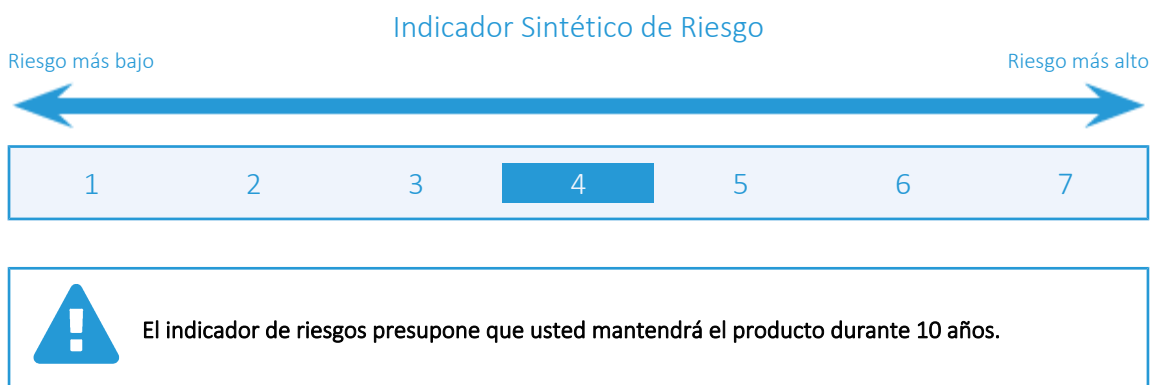 Indicador Sintético de Riesgo
Riesgo más bajo Riesgo más alto
1 2 3 4 5 6 7
El indicador de riesgos presupone que usted mantendrá el producto durante 10 años.